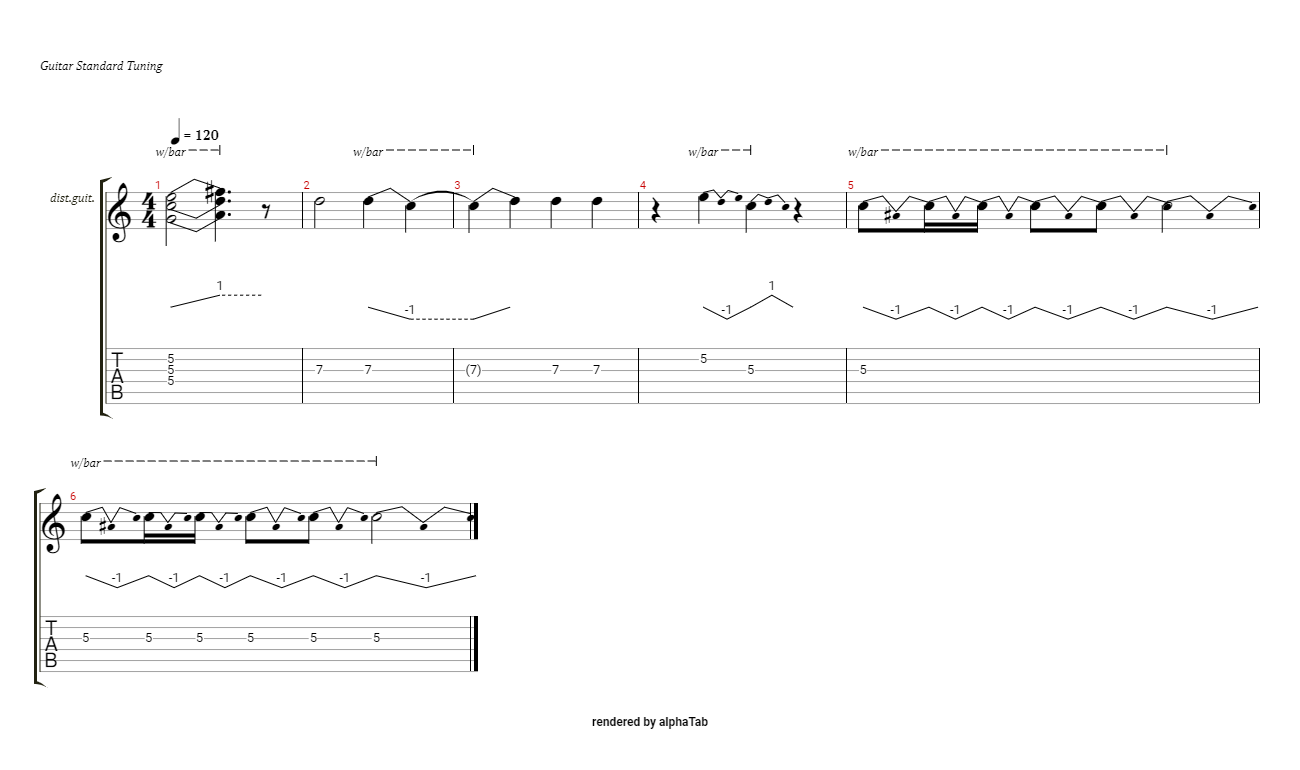 Guitar Standard Tuning
= 120
w/bar w/bar w/bar w/bar
1 2 3 4 5
dist.guit.
1 -1 -1 1 -1 -1 -1 -1 -1 -1
T 5 5
5 7 7 (7) 7 7 5 5
A 5
B
w/bar
6
-1 -1 -1 -1 -1 -1
T
5 5 5 5 5 5
A
B
rendered by alphaTab